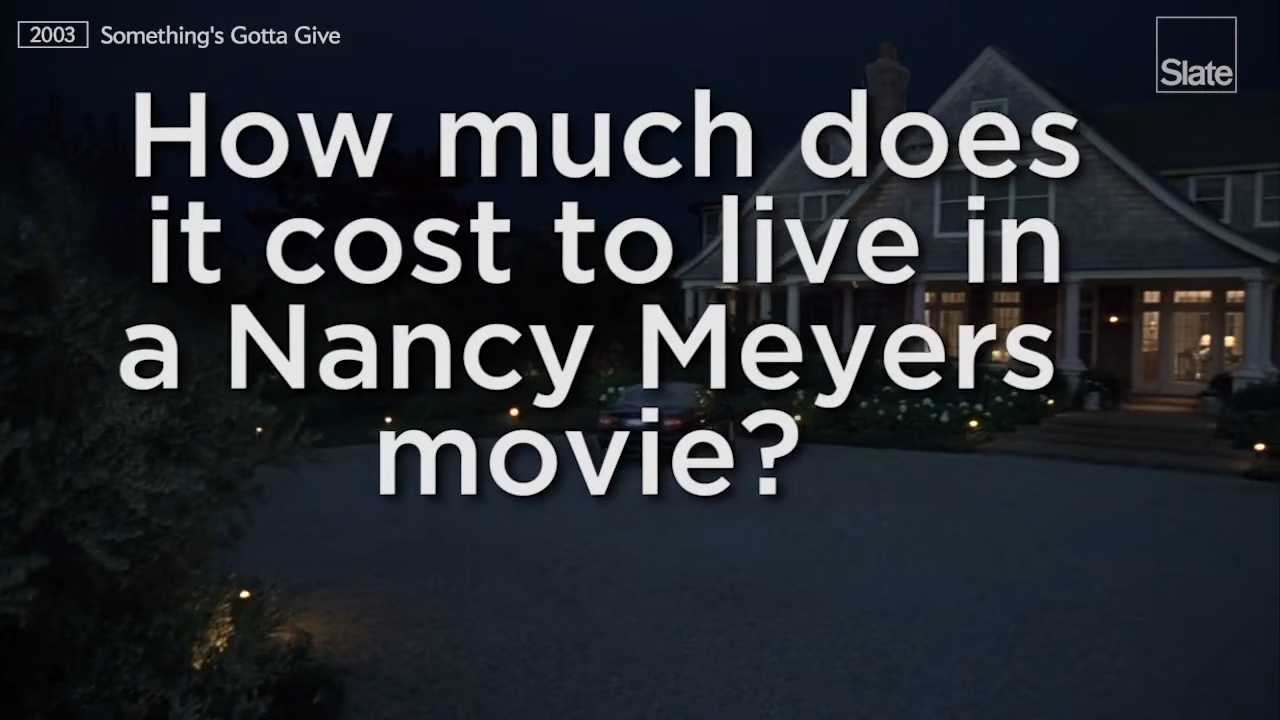 2003 Something's Gotta Give
Slate
How much does
it cost to live in
a Nancy Meyers
movie?